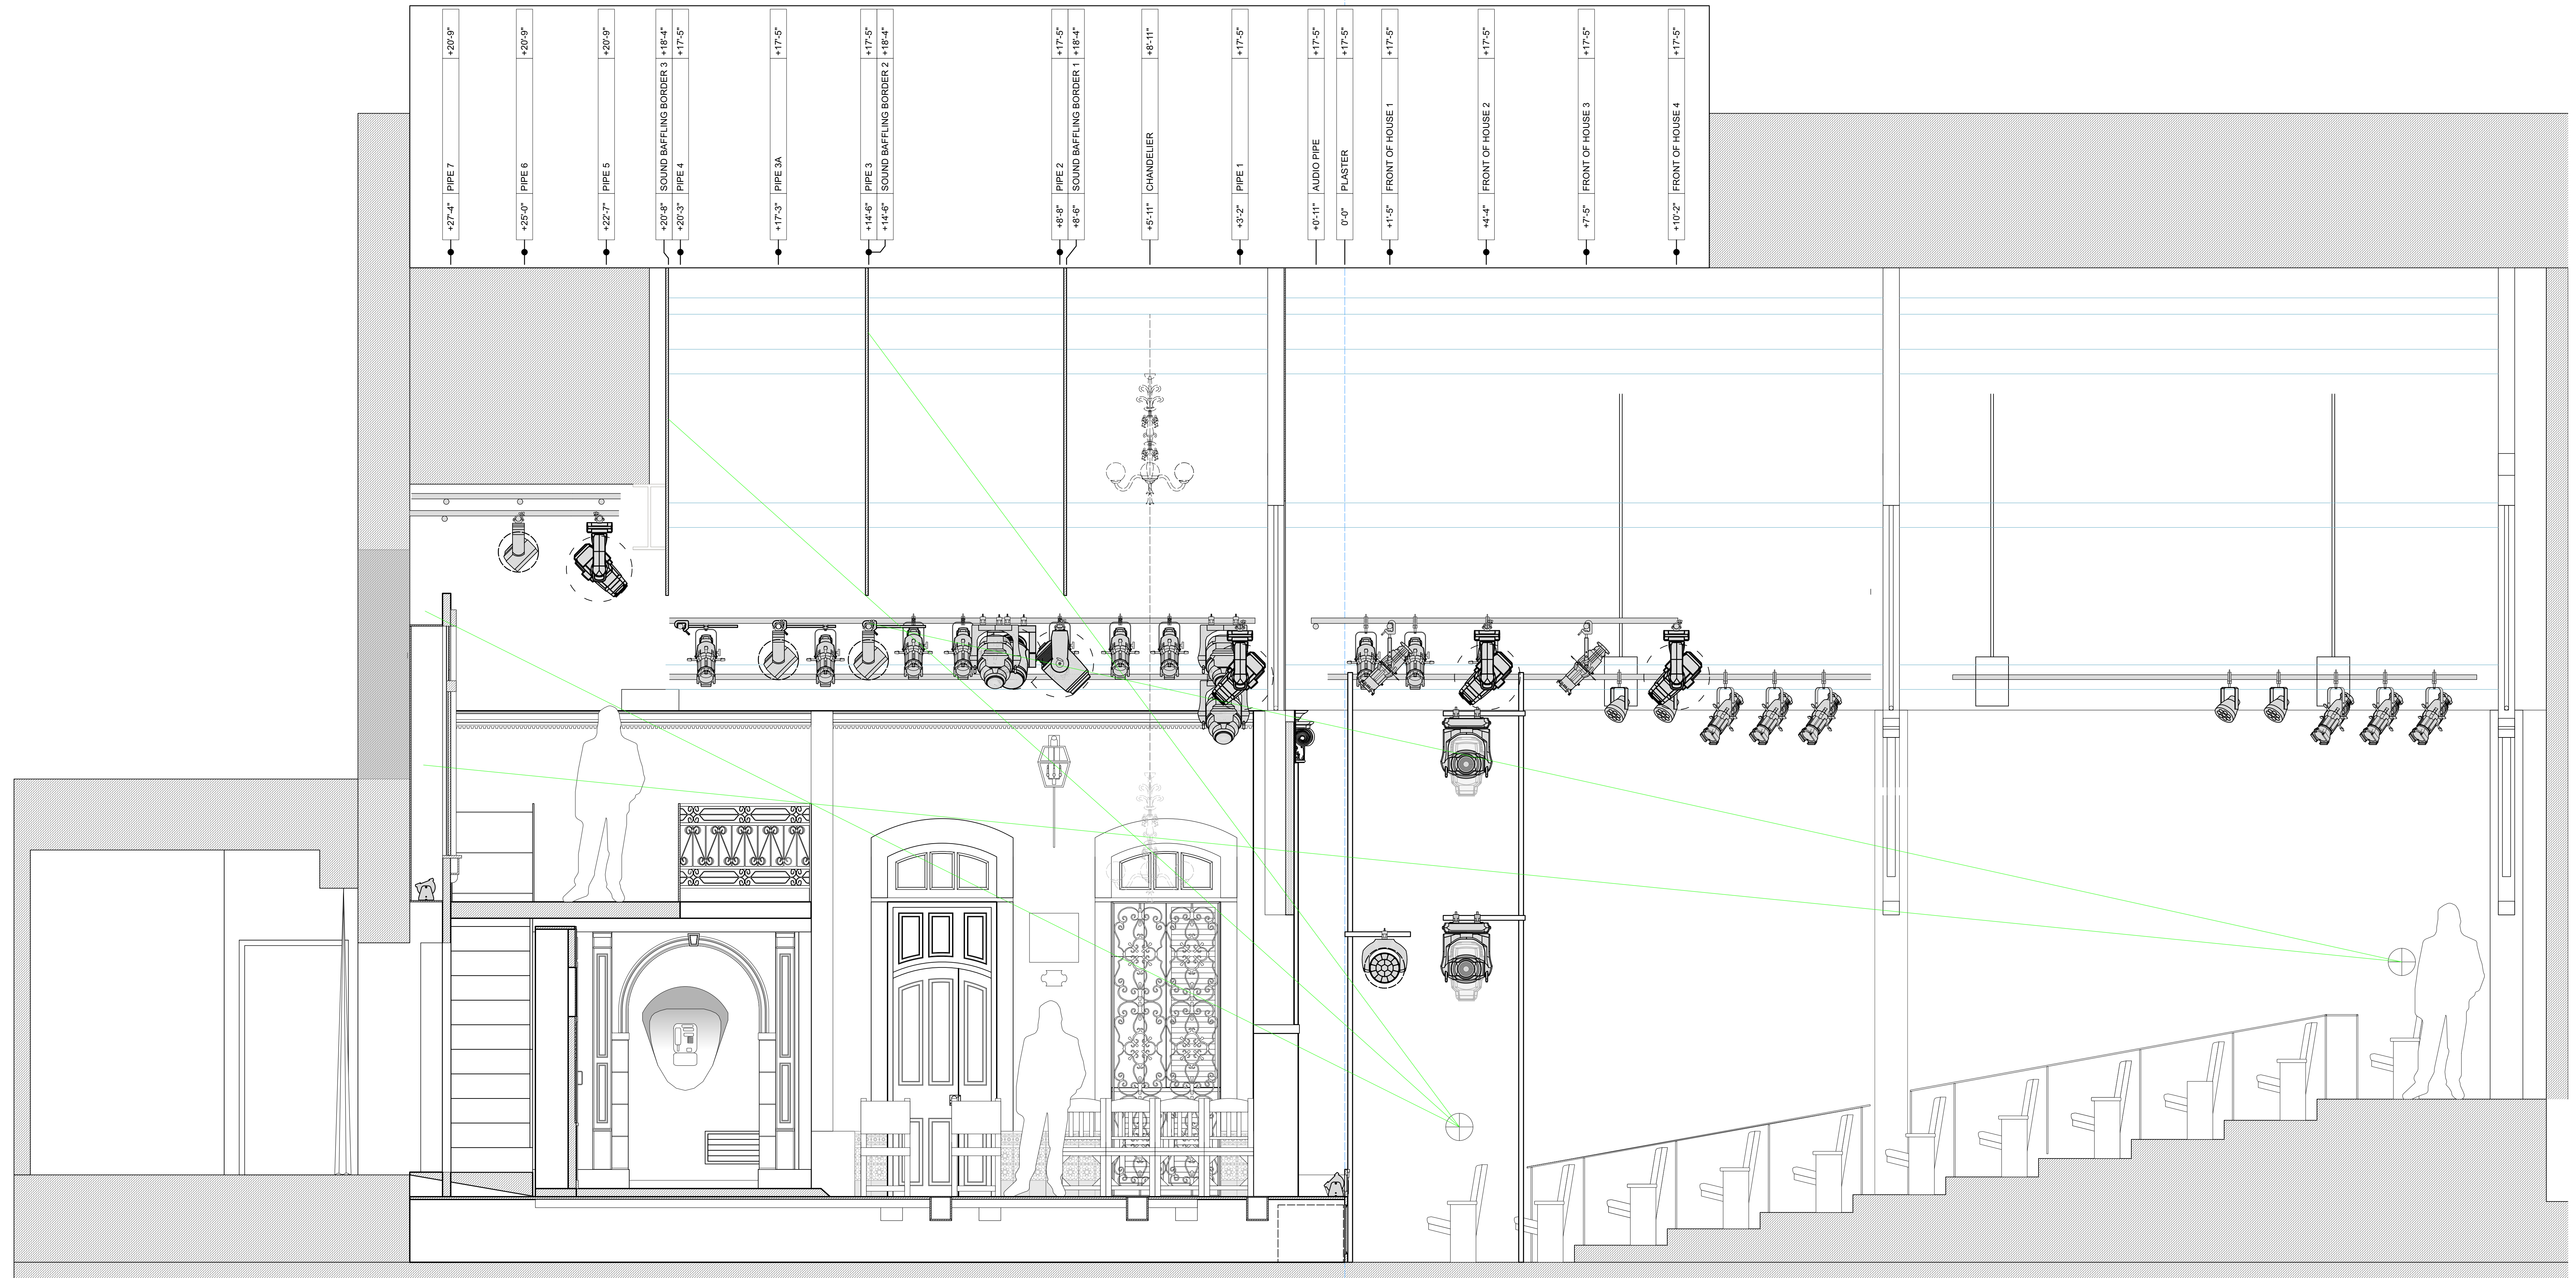 +27'-4" PIPE 7 +20'-9"
+25'-0" PIPE 6 +20'-9"
+22'-7" PIPE 5 +20'-9"
+20'-8" SOUND BAFFLING BORDER 3 +18'-4"
+20'-3" PIPE 4 +17'-5"
+17'-3" PIPE 3A +17'-5"
+14'-6" PIPE 3 +17'-5"
+14'-6" SOUND BAFFLING BORDER 2 +18'-4"
+8'-8" PIPE 2 +17'-5"
+8'-6" SOUND BAFFLING BORDER 1 +18'-4"
+5'-11" CHANDELIER +8'-11"
+3'-2" PIPE 1 +17'-5"
+0'-11" AUDIO PIPE +17'-5"
0'-0" PLASTER +17'-5"
+1'-5" FRONT OF HOUSE 1 +17'-5"
+4'-4" FRONT OF HOUSE 2 +17'-5"
+7'-5" FRONT OF HOUSE 3 +17'-5"
+10'-2" FRONT OF HOUSE 4 +17'-5"